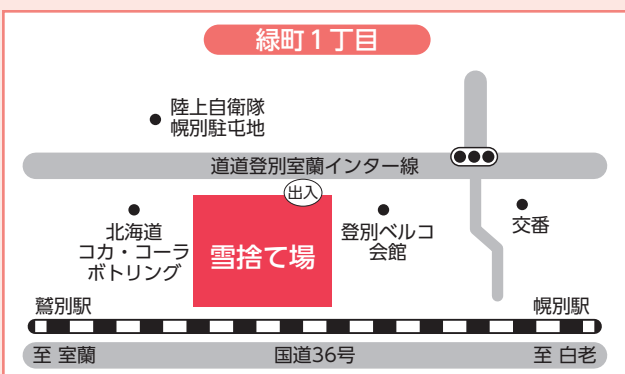 緑町1丁目
陸上自衛隊
幌別駐屯地
道道登別室蘭インター線
出入
北海道
コカ・コーラ
ボトリング
雪捨て場
登別ベルコ
会館
交番
鷲別駅
幌別駅
至 室蘭
国道36号
至 白老